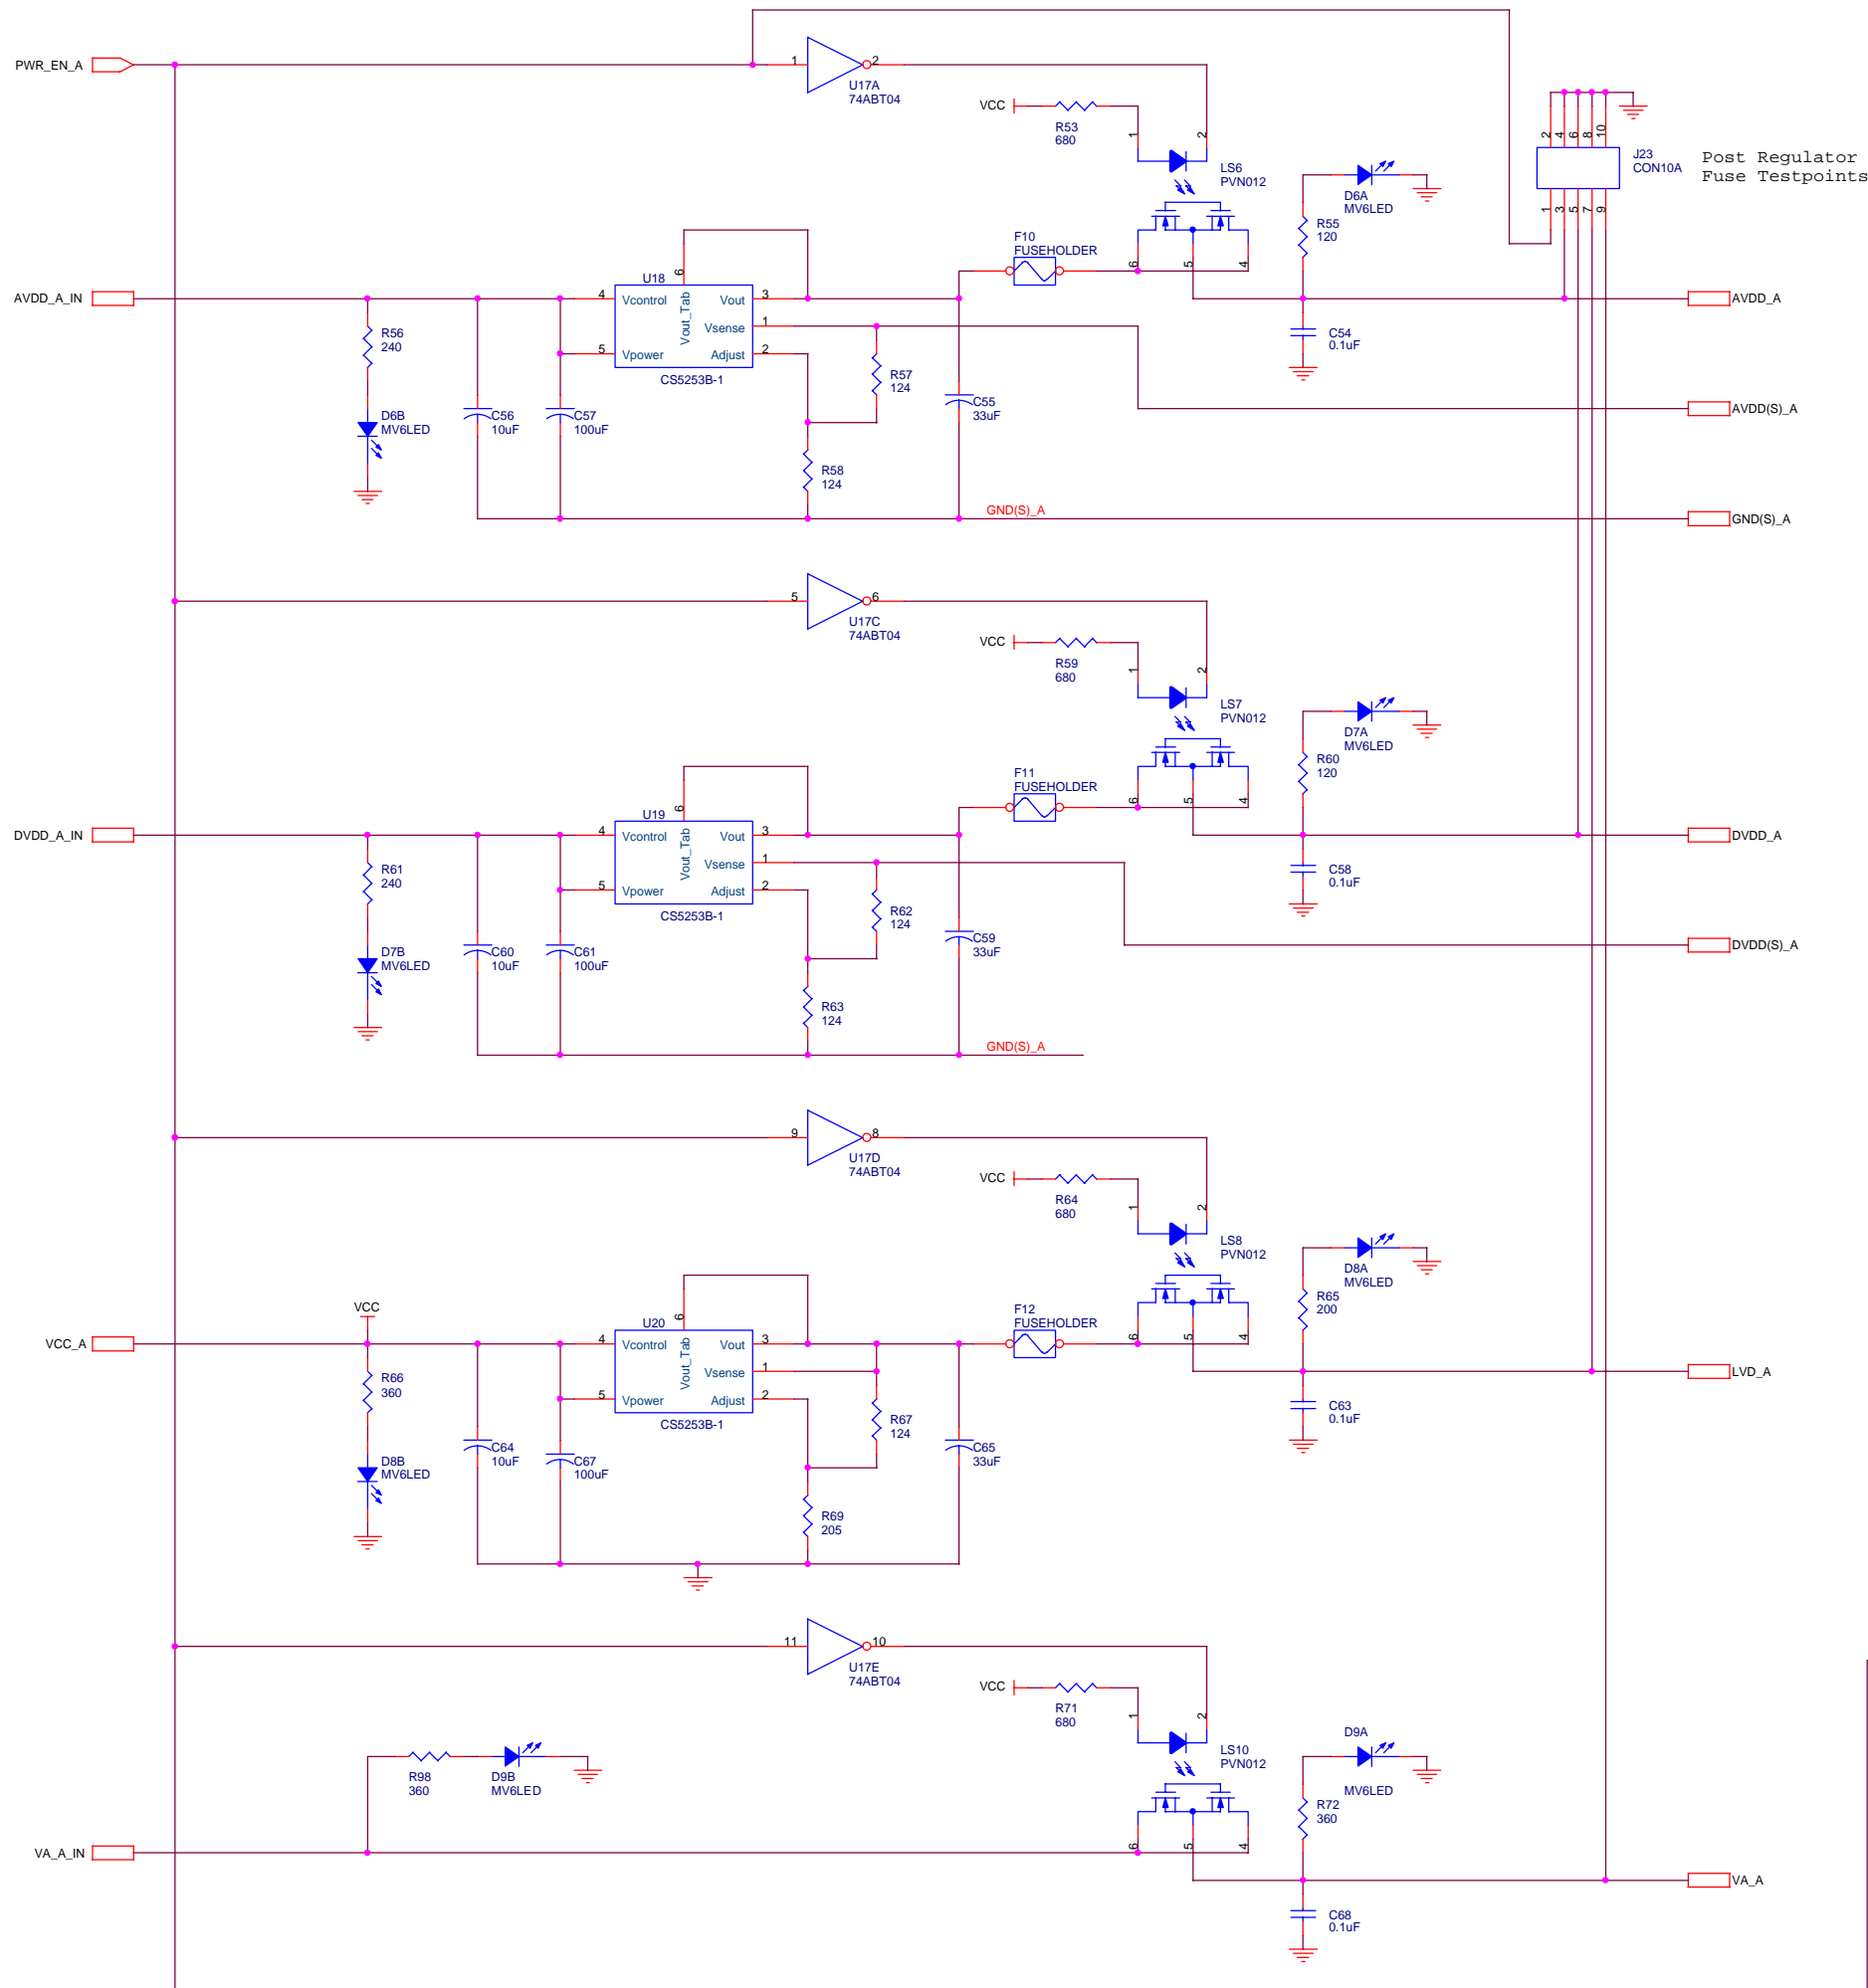 PWR_EN_A
1
2
U17A
74ABT04
VCC
R53
680
1
2
LS6
PVN012
6
5
4
D6A
MV6LED
R55
120
2
4
6
8
10
J23
CON10A
1
3
5
7
9
Post Regulator
Fuse Testpoints
F10
FUSEHOLDER
AVDD_A_IN
U18
6
4
Vcontrol
Vout_Tab
Vout
3
Vsense
1
5
Vpower
Adjust
2
CS5253B-1
AVDD_A
R56
240
C54
0.1uF
R57
124
D6B
MV6LED
C56
10uF
C57
100uF
C55
33uF
AVDD(S)_A
R58
124
GND(S)_A
GND(S)_A
5
6
U17C
74ABT04
VCC
R59
680
1
2
LS7
PVN012
6
5
4
D7A
MV6LED
R60
120
F11
FUSEHOLDER
DVDD_A_IN
U19
6
4
Vcontrol
Vout_Tab
Vout
3
Vsense
1
5
Vpower
Adjust
2
CS5253B-1
DVDD_A
R61
240
C58
0.1uF
R62
124
D7B
MV6LED
C60
10uF
C61
100uF
C59
33uF
DVDD(S)_A
R63
124
GND(S)_A
9
8
U17D
74ABT04
VCC
R64
680
1
2
LS8
PVN012
6
5
4
D8A
MV6LED
R65
200
F12
FUSEHOLDER
VCC
VCC_A
U20
6
4
Vcontrol
Vout_Tab
Vout
3
Vsense
1
5
Vpower
Adjust
2
CS5253B-1
LVD_A
R66
360
C63
0.1uF
R67
124
D8B
MV6LED
C64
10uF
C67
100uF
C65
33uF
R69
205
11
10
U17E
74ABT04
VCC
R71
680
1
2
LS10
PVN012
6
5
4
D9A
MV6LED
R72
360
R98
360
D9B
MV6LED
VA_A_IN
VA_A
C68
0.1uF